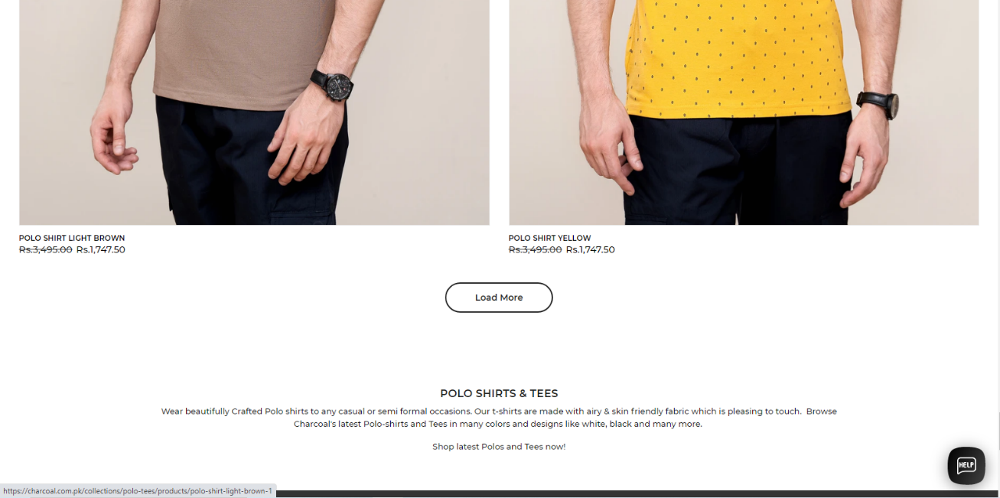 POLO SHIRT LIGHT BROWN
Rs.3,495.00 Rs.1,747.50
POLO SHIRT YELLOW
Rs.3,495.00 Rs.1,747.50
Load More
POLO SHIRTS & TEES
Wear beautifully Crafted Polo shirts to any casual or semi formal occasions. Our t-shirts are made with airy & skin friendly fabric which is pleasing to touch. Browse
Charcoal's latest Polo-shirts and Tees in many colors and designs like white, black and many more.
Shop latest Polos and Tees now!
HELP
https://charcoal.com.pk/collections/polo-tees/products/polo-shirt-light-brown-1